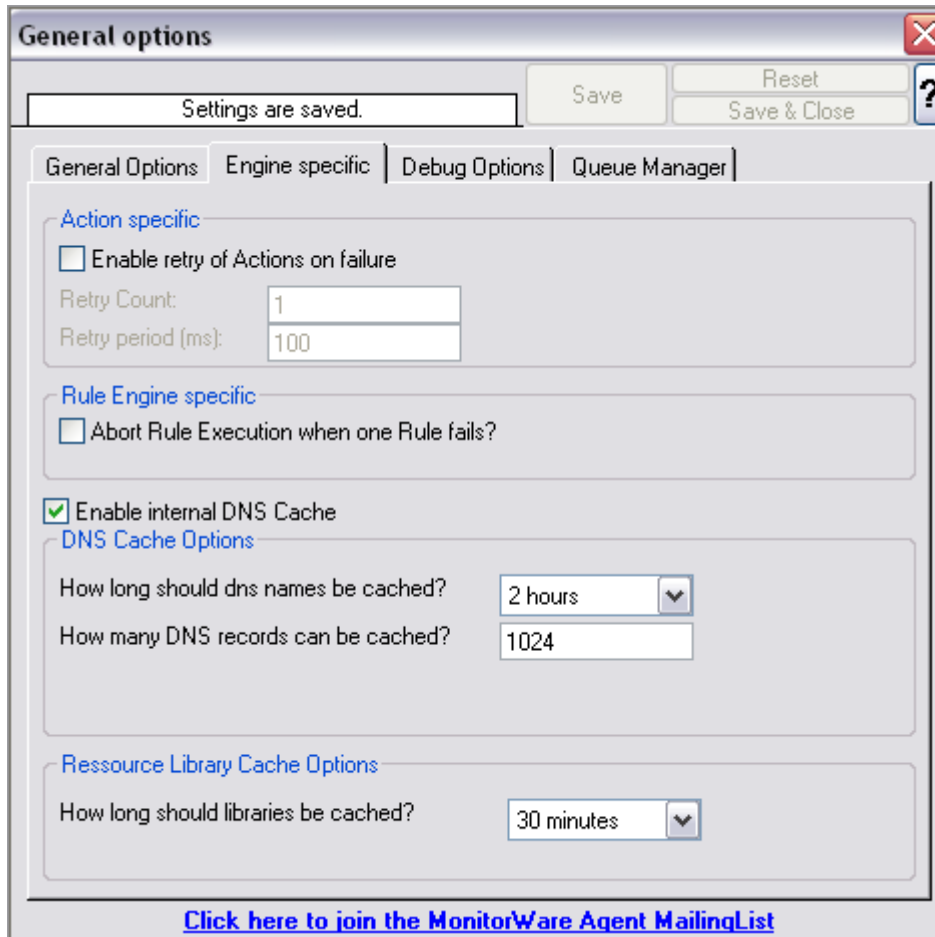 General options
Settings are saved.
Save
Reset
Save & Close
?
General Options
Engine specific
Debug Options
Queue Manager
Action specific
Enable retry of Actions on failure
Retry Count:
1
Retry period (ms):
100
Rule Engine specific
Abort Rule Execution when one Rule fails?
Enable internal DNS Cache
DNS Cache Options
How long should dns names be cached?
2 hours
How many DNS records can be cached?
1024
Ressource Library Cache Options
How long should libraries be cached?
30 minutes
Click here to join the MonitorWare Agent MailingList